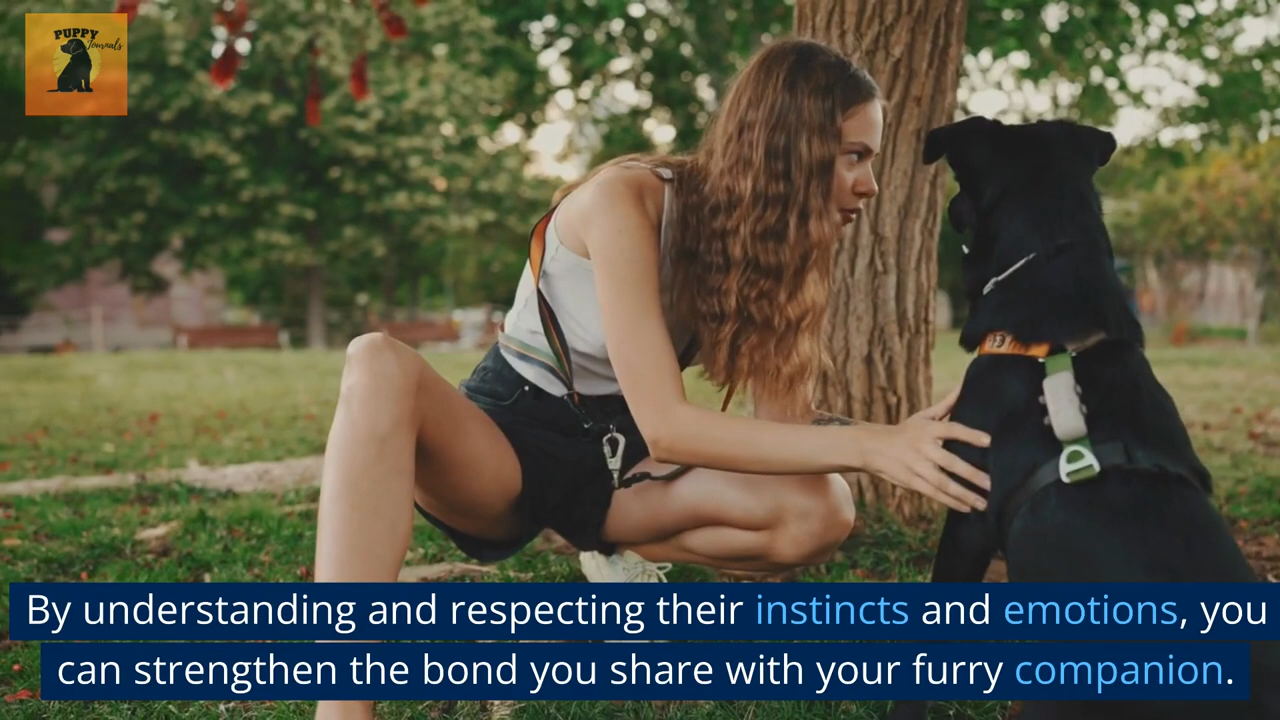 PUPPY
Journals
By understanding and respecting their instincts and emotions, you
can strengthen the bond you share with your furry companion.